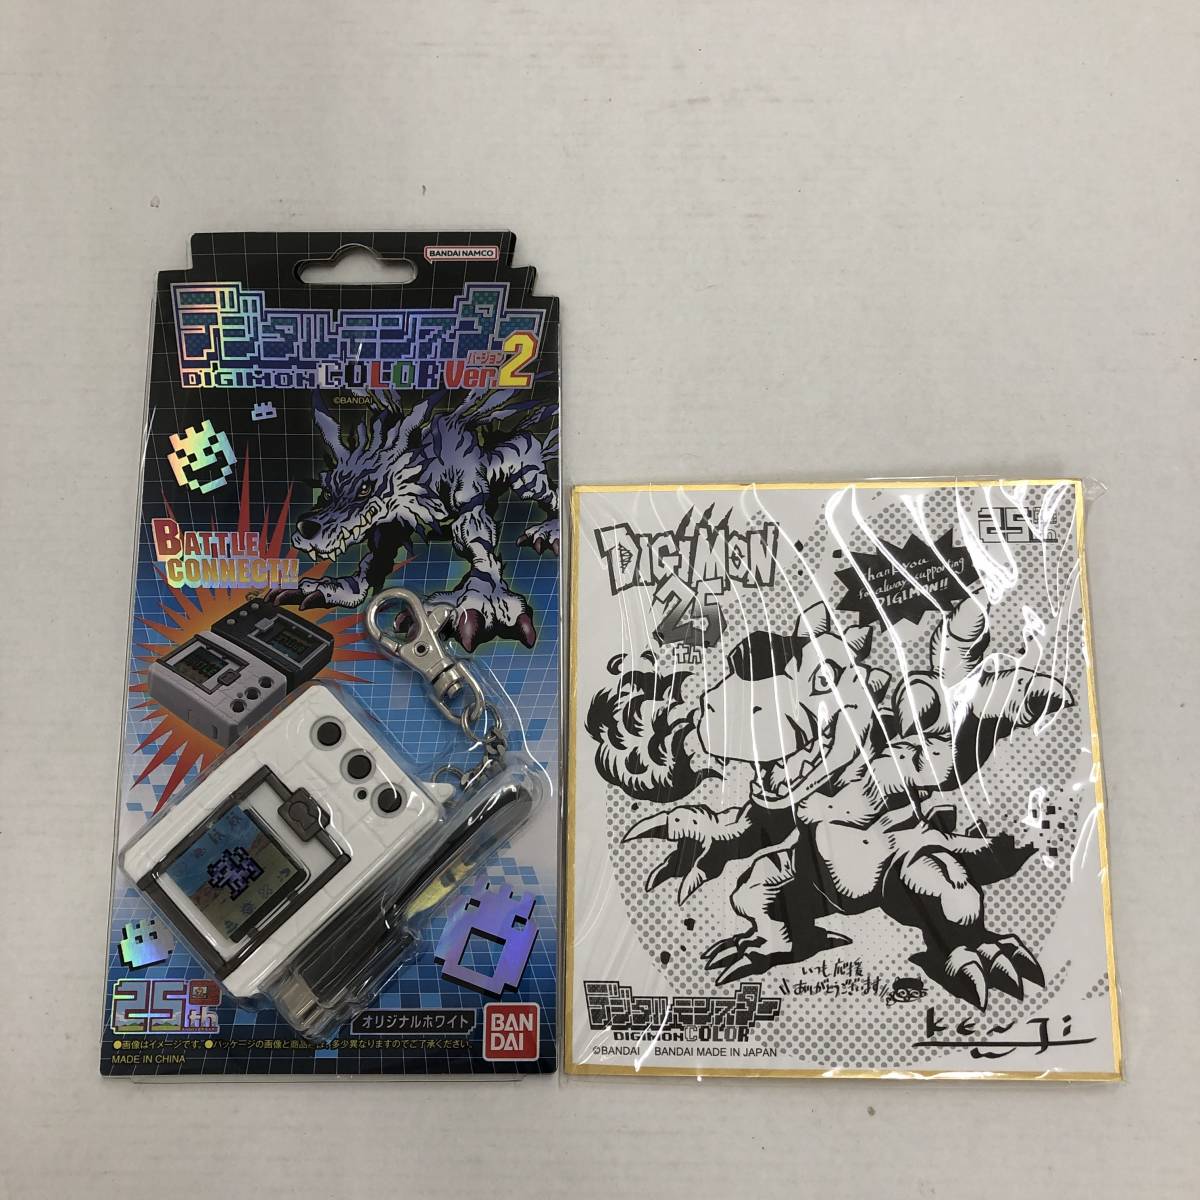 BANDAI NAMCO
デジタルモンスター
DIGIMON COLOR
バージョン
Ver.2
©BANDAI
BATTLE
CONNECT!!
25th
ANNIVERSARY
オリジナルホワイト
BAN
DAI
●画像はイメージです。●パッケージの画像と商品とは、多少異なりますのでご了承ください。
MADE IN CHINA
DIGIMON
25th
25th
Thank you
for always supporting
DIGIMON!!
いつも応援
ありがとうございます!!
デジタルモンスター
DIGIMON COLOR
Kenji
©BANDAI BANDAI MADE IN JAPAN